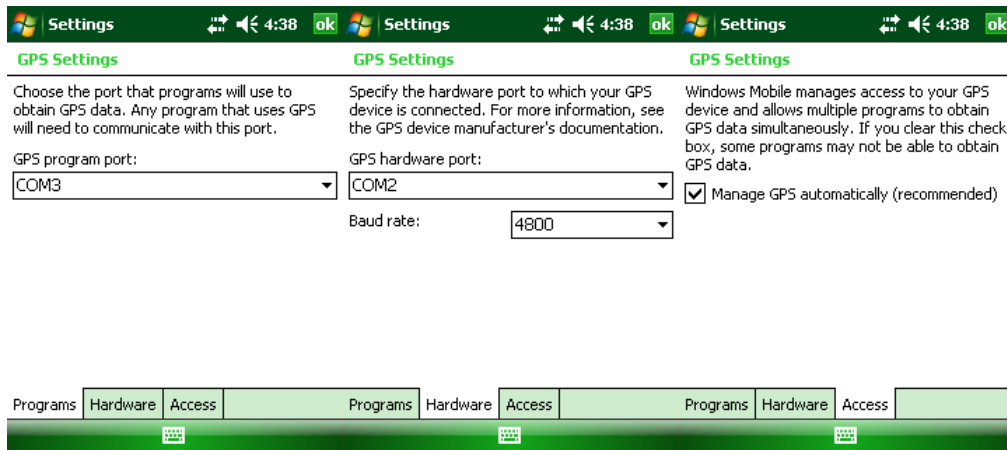 Settings 4:38 ok
GPS Settings
Choose the port that programs will use to
obtain GPS data. Any program that uses GPS
will need to communicate with this port.
GPS program port:
COM3
Programs Hardware Access
Settings 4:38 ok
GPS Settings
Specify the hardware port to which your GPS
device is connected. For more information, see
the GPS device manufacturer's documentation.
GPS hardware port:
COM2
Baud rate: 4800
Programs Hardware Access
Settings 4:38 ok
GPS Settings
Windows Mobile manages access to your GPS
device and allows multiple programs to obtain
GPS data simultaneously. If you clear this check
box, some programs may not be able to obtain
GPS data.
Manage GPS automatically (recommended)
Programs Hardware Access